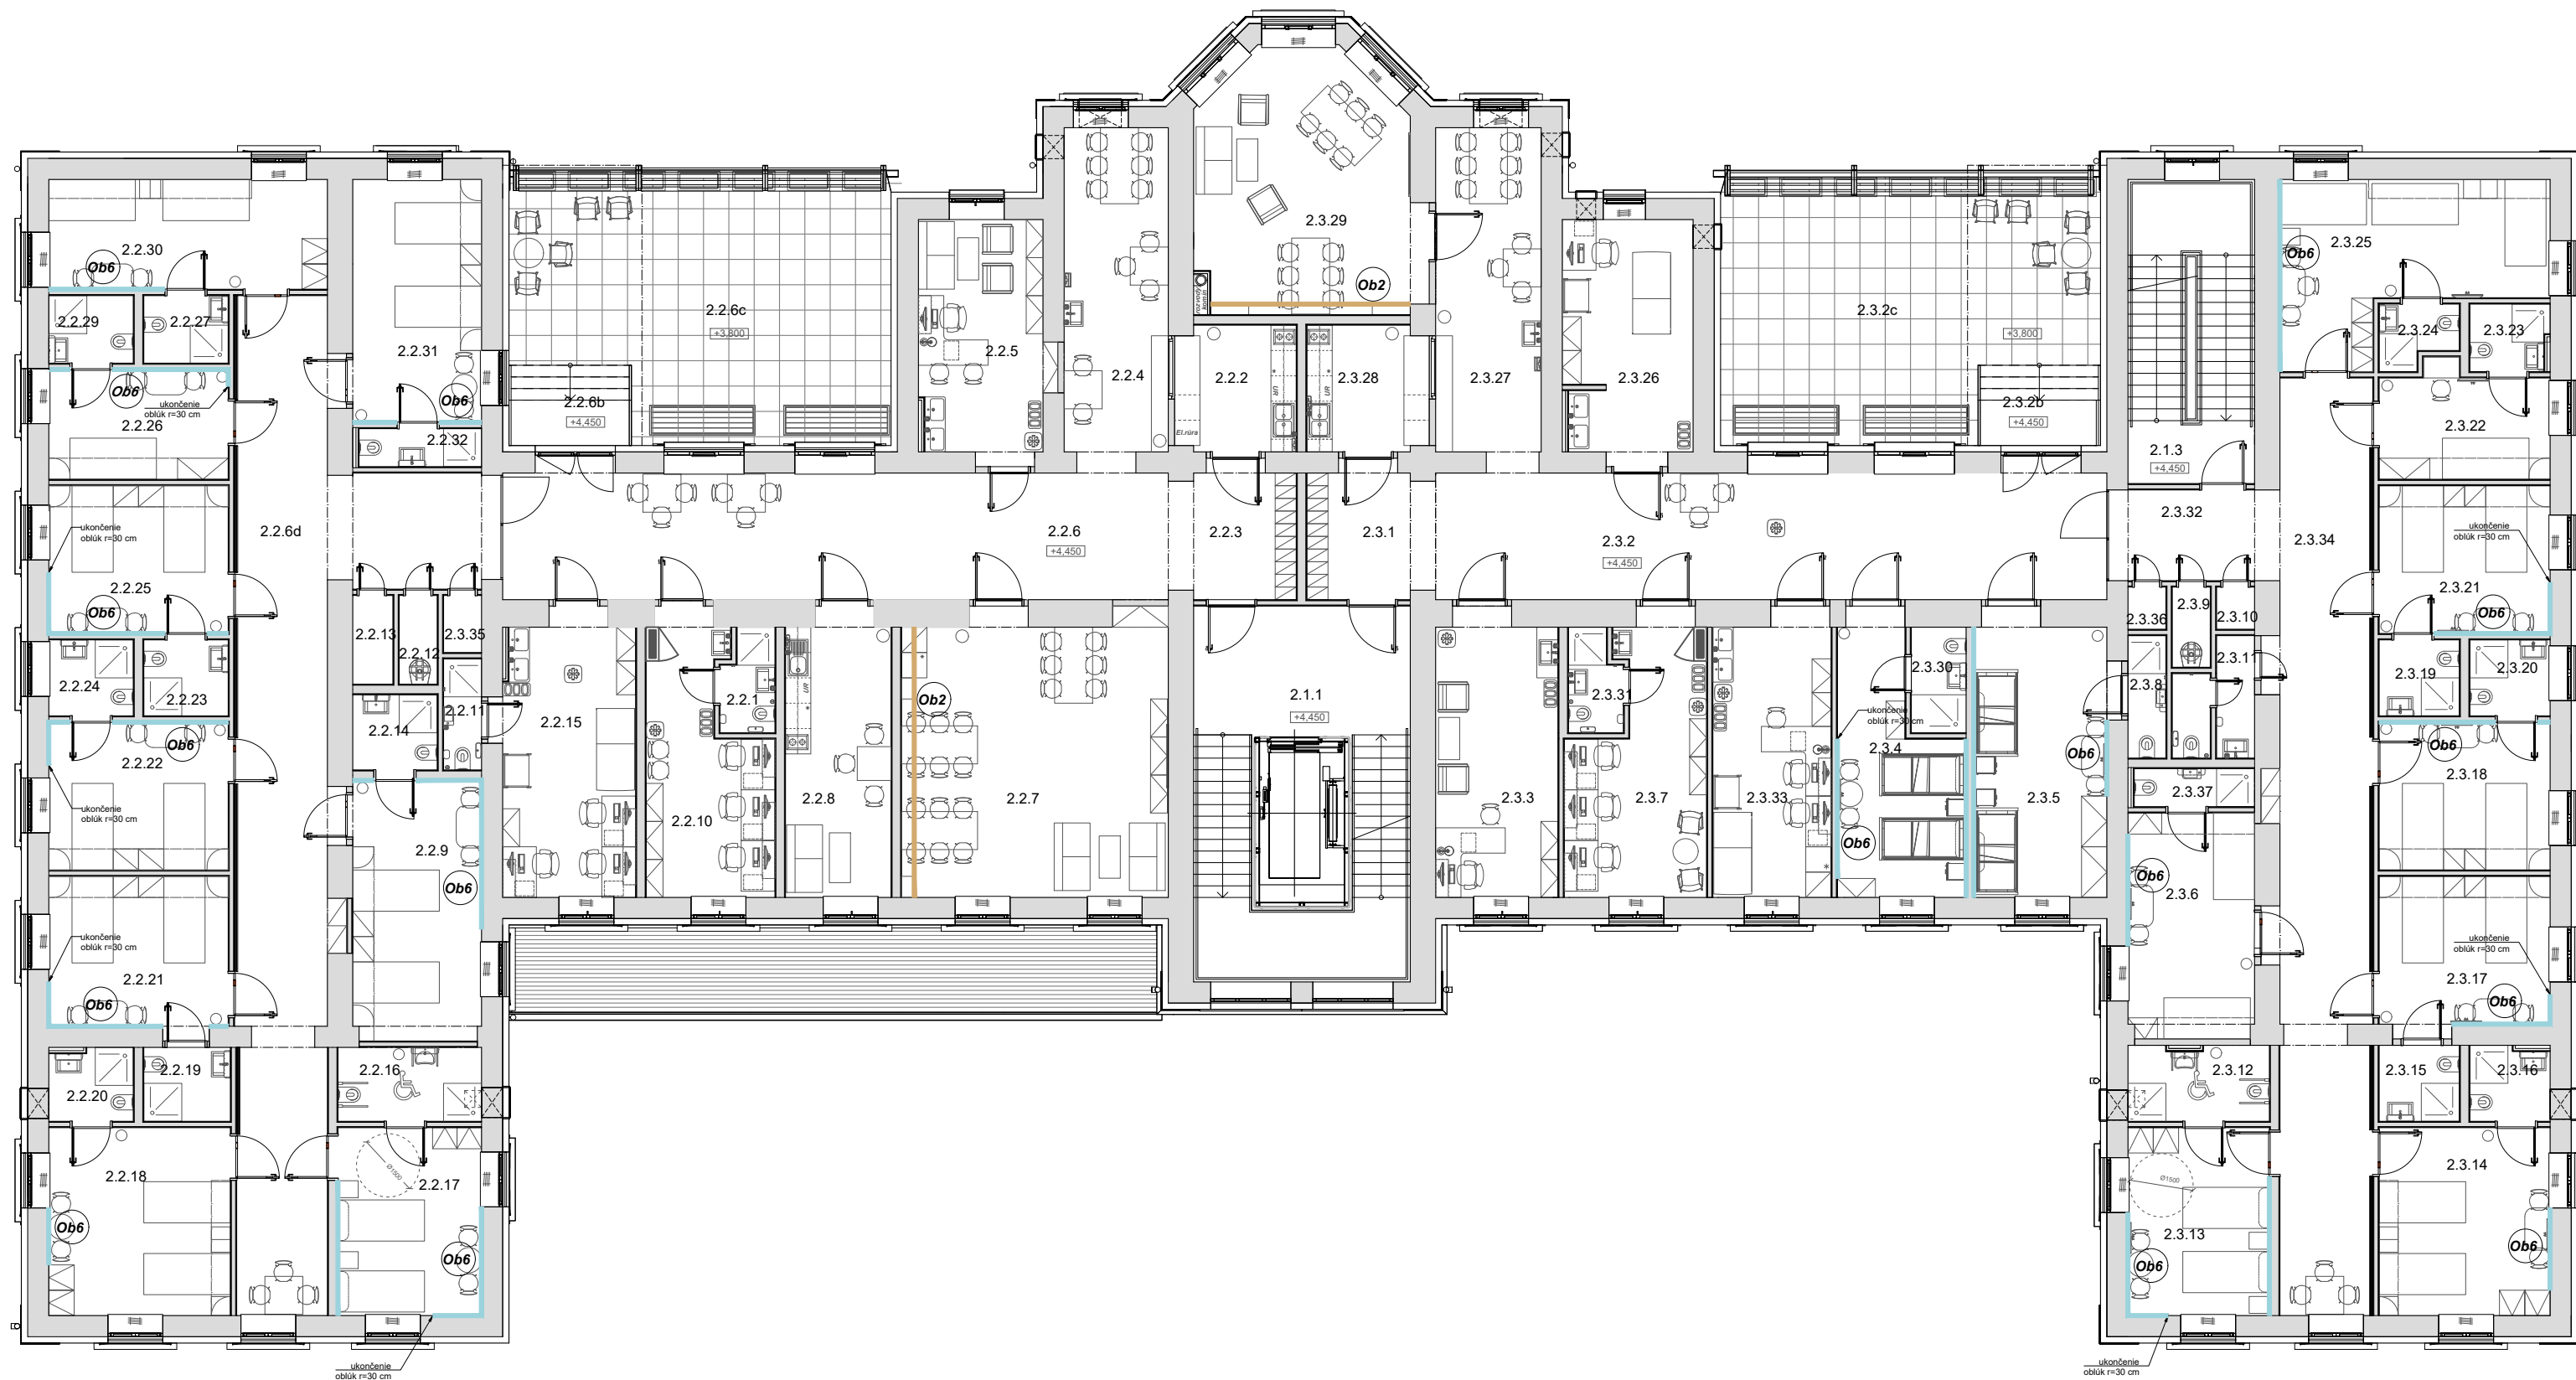 2.3.29
Ob2
rozvody
komín
2.2.30
Ob6
2.2.29
2.2.27
2.2.31
Ob6
Ob6
ukončenie
oblúk r=30 cm
2.2.26
2.2.32
2.2.6c
+3,800
2.2.6b
+4,450
2.2.5
2.2.4
2.2.2
UR
El.rúra
2.3.28
UR
2.3.27
2.3.26
2.3.2c
+3,800
2.3.2b
+4,450
2.1.3
+4,450
2.3.25
Ob6
2.3.24
2.3.23
2.3.22
2.2.6d
ukončenie
oblúk r=30 cm
2.2.25
Ob6
2.2.6
+4,450
2.2.3
2.3.1
2.3.2
+4,450
2.3.32
2.3.34
ukončenie
oblúk r=30 cm
2.3.21
Ob6
2.2.24
2.2.23
2.2.13
2.2.12
2.3.35
2.2.14
2.2.11
2.2.15
2.2.1
2.2.10
UR
2.2.8
Ob2
2.2.7
2.1.1
+4,450
2.3.3
2.3.31
2.3.7
2.3.33
2.3.30
ukončenie
oblúk r=30 cm
2.3.4
Ob6
2.3.5
Ob6
2.3.36
2.3.9
2.3.10
2.3.8
2.3.11
2.3.19
2.3.20
2.3.37
Ob6
2.3.6
Ob6
2.3.18
Ob6
2.2.22
ukončenie
oblúk r=30 cm
2.2.9
Ob6
ukončenie
oblúk r=30 cm
2.2.21
Ob6
ukončenie
oblúk r=30 cm
2.3.17
Ob6
2.2.20
2.2.19
2.2.16
2.3.12
2.3.15
2.3.16
2.2.18
Ob6
Ø1500
2.2.17
Ob6
ukončenie
oblúk r=30 cm
Ø1500
2.3.13
Ob6
2.3.14
Ob6
ukončenie
oblúk r=30 cm